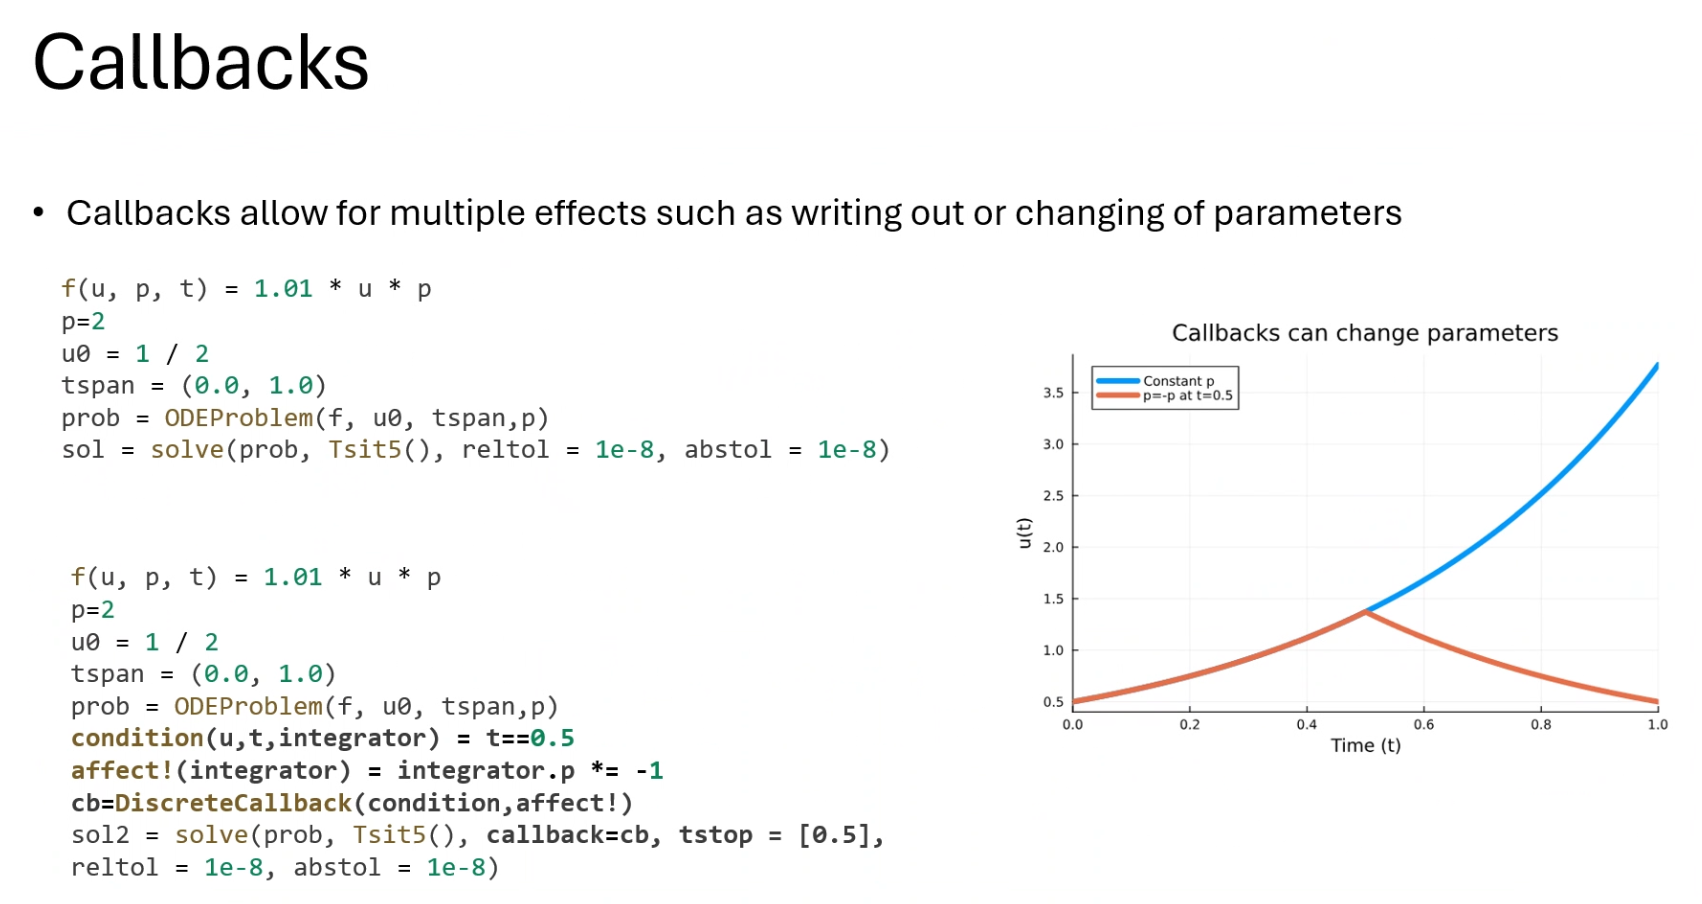 Callbacks
• Callbacks allow for multiple effects such as writing out or changing of parameters
f(u, p, t) = 1.01 * u * p
p=2
u0 = 1 / 2
tspan = (0.0, 1.0)
prob = ODEProblem(f, u0, tspan,p)
sol = solve(prob, Tsit5(), reltol = 1e-8, abstol = 1e-8)
f(u, p, t) = 1.01 * u * p
p=2
u0 = 1 / 2
tspan = (0.0, 1.0)
prob = ODEProblem(f, u0, tspan,p)
condition(u,t,integrator) = t==0.5
affect!(integrator) = integrator.p *= -1
cb=DiscreteCallback(condition,affect!)
sol2 = solve(prob, Tsit5(), callback=cb, tstop = [0.5],
reltol = 1e-8, abstol = 1e-8)
Callbacks can change parameters
Constant p
p=-p at t=0.5
3.5
3.0
2.5
2.0
1.5
1.0
0.5
u(t)
0.0 0.2 0.4 0.6 0.8 1.0
Time (t)